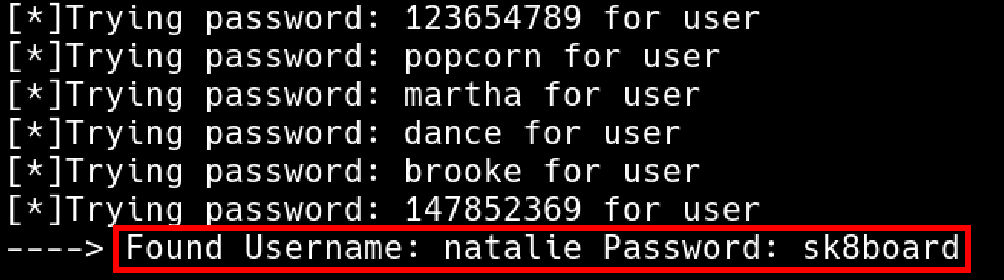 [*]Trying password: 123654789 for user
[*]Trying password: popcorn for user
[*]Trying password: martha for user
[*]Trying password: dance for user
[*]Trying password: brooke for user
[*]Trying password: 147852369 for user
----> Found Username: natalie Password: sk8board